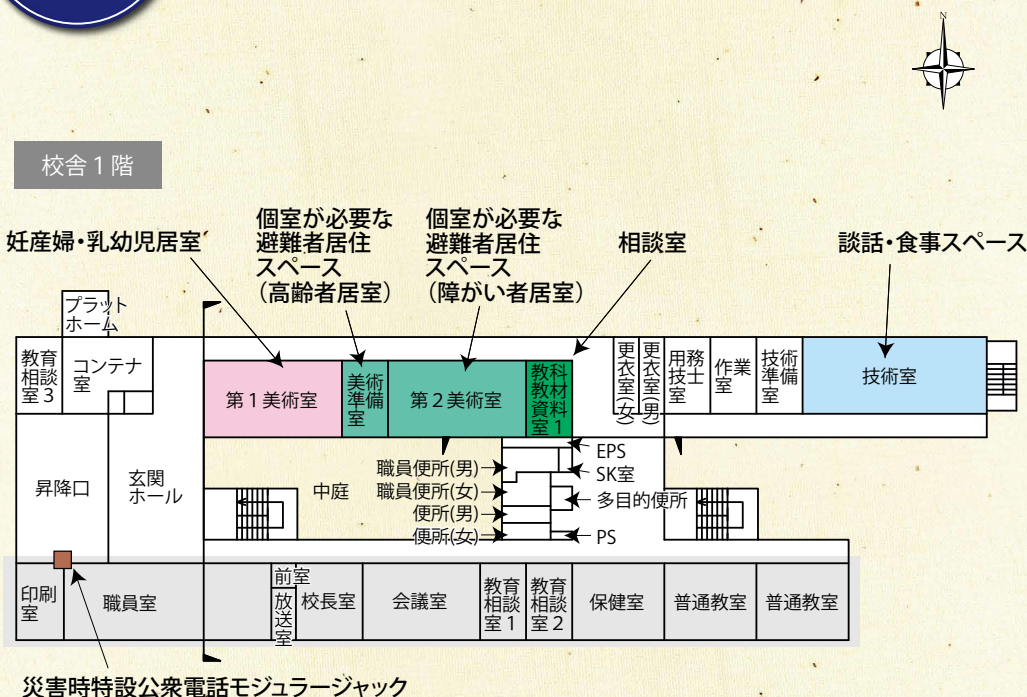 N
校舎1階
妊産婦・乳幼児居室
個室が必要な
避難者居住
スペース
（高齢者居室）
個室が必要な
避難者居住
スペース
（障がい者居室）
相談室
談話・食事スペース
プラット
ホーム
教育
相談
室3
コンテナ
室
第1美術室
美術
準備
室
第2美術室
教科
教材
資料
室1
更衣室(女)
更衣室(男)
用務
技士
室
作業
室
技術
準備
室
技術室
昇降口
玄関
ホール
中庭
職員便所(男)
職員便所(女)
便所(男)
便所(女)
EPS
SK室
多目的便所
PS
印刷
室
職員室
前室
放送室
校長室
会議室
教育
相談
室1
教育
相談
室2
保健室
普通教室
普通教室
災害時特設公衆電話モジュラージャック